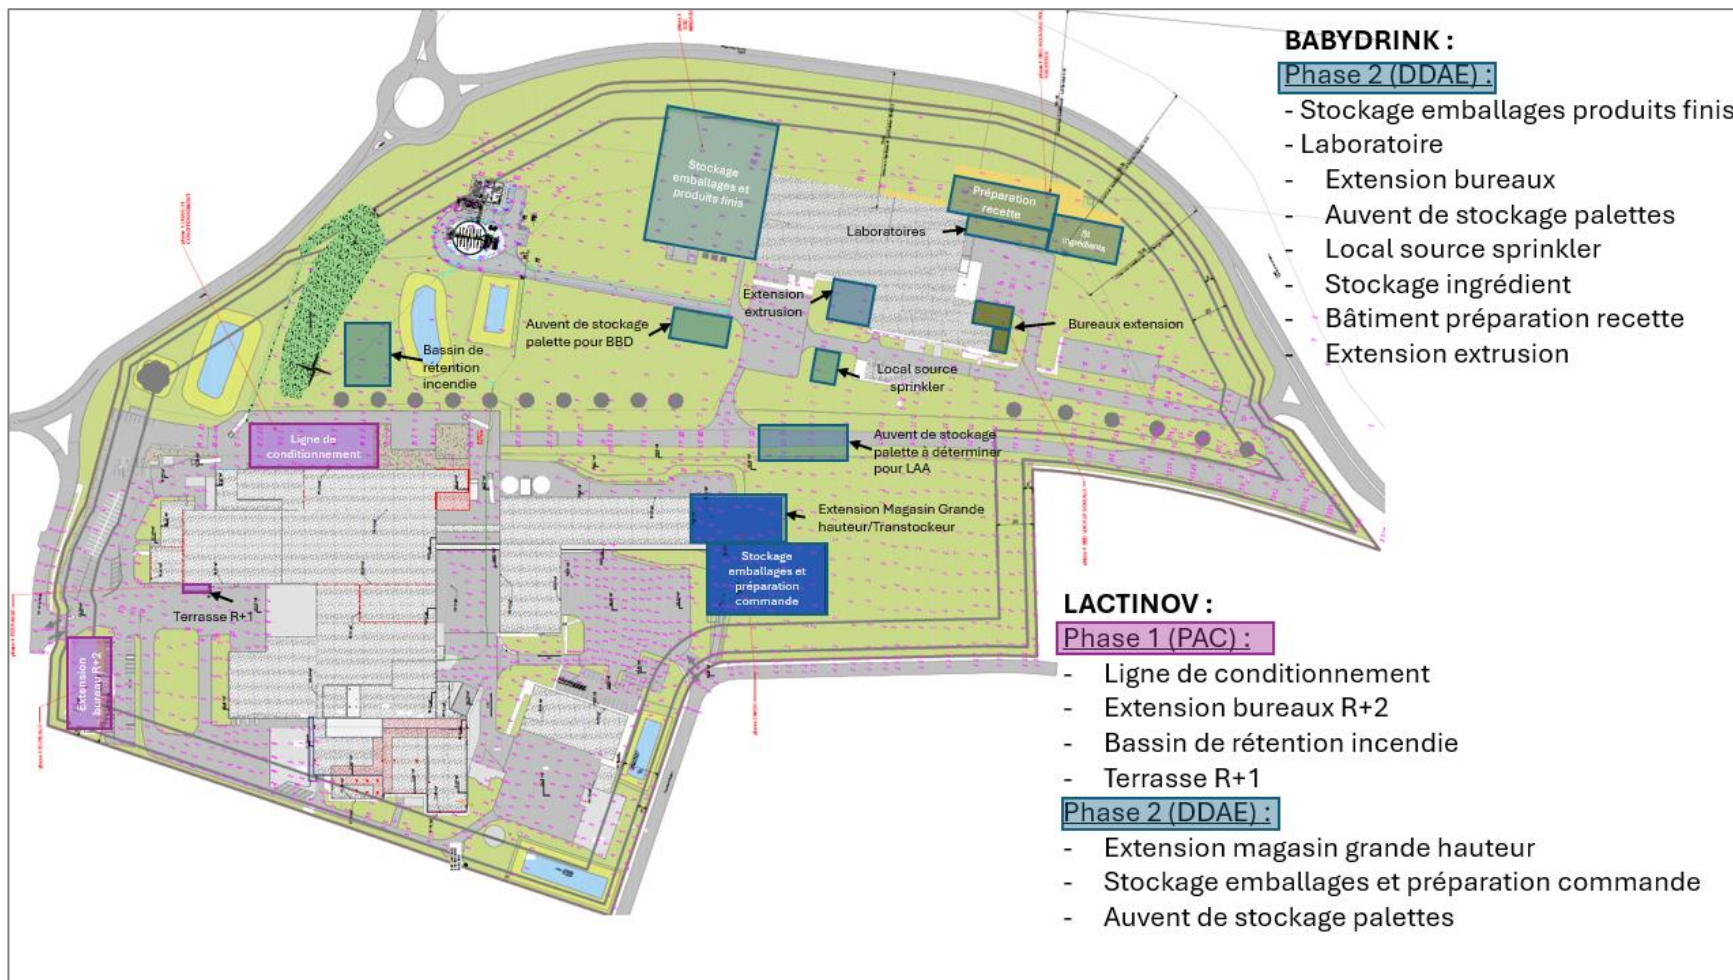 BABYDRINK :
Phase 2 (DDAE) :
- Stockage emballages produits finis
- Laboratoire
- Extension bureaux
- Auvent de stockage palettes
- Local source sprinkler
- Stockage ingrédient
- Bâtiment préparation recette
- Extension extrusion
Stockage
emballages et
produits finis
Préparation
recette
Laboratoires
St
ingrédients
Extension
extrusion
Bureaux extension
Auvent de stockage
palette pour BBD
Bassin de
rétention
incendie
Local source
sprinkler
Ligne de
conditionnement
Auvent de stockage
palette à déterminer
pour LAA
Extension Magasin Grande
hauteur/Transtockeur
Stockage
emballages et
préparation
commande
Terrasse R+1
Extension
bureau R+2
LACTINOV :
Phase 1 (PAC) :
- Ligne de conditionnement
- Extension bureaux R+2
- Bassin de rétention incendie
- Terrasse R+1
Phase 2 (DDAE) :
- Extension magasin grande hauteur
- Stockage emballages et préparation commande
- Auvent de stockage palettes